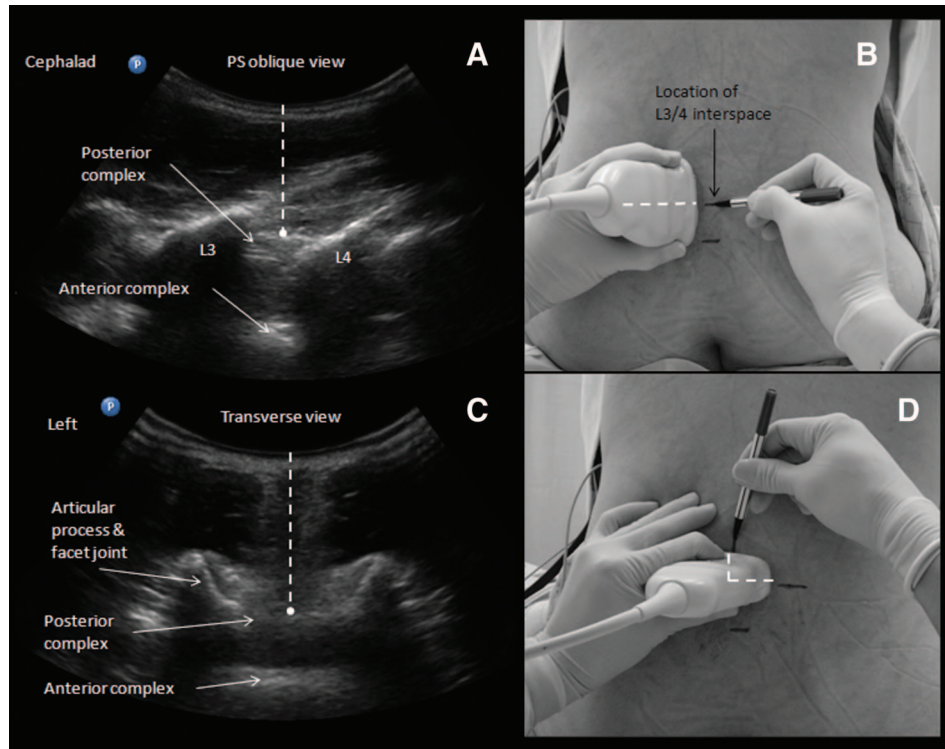 A
Cephalad
P
PS oblique view
Posterior
complex
L3
L4
Anterior complex
B
Location of
L3/4 interspace
C
P
Left
Transverse view
Articular
process &
facet joint
Posterior
complex
Anterior complex
D